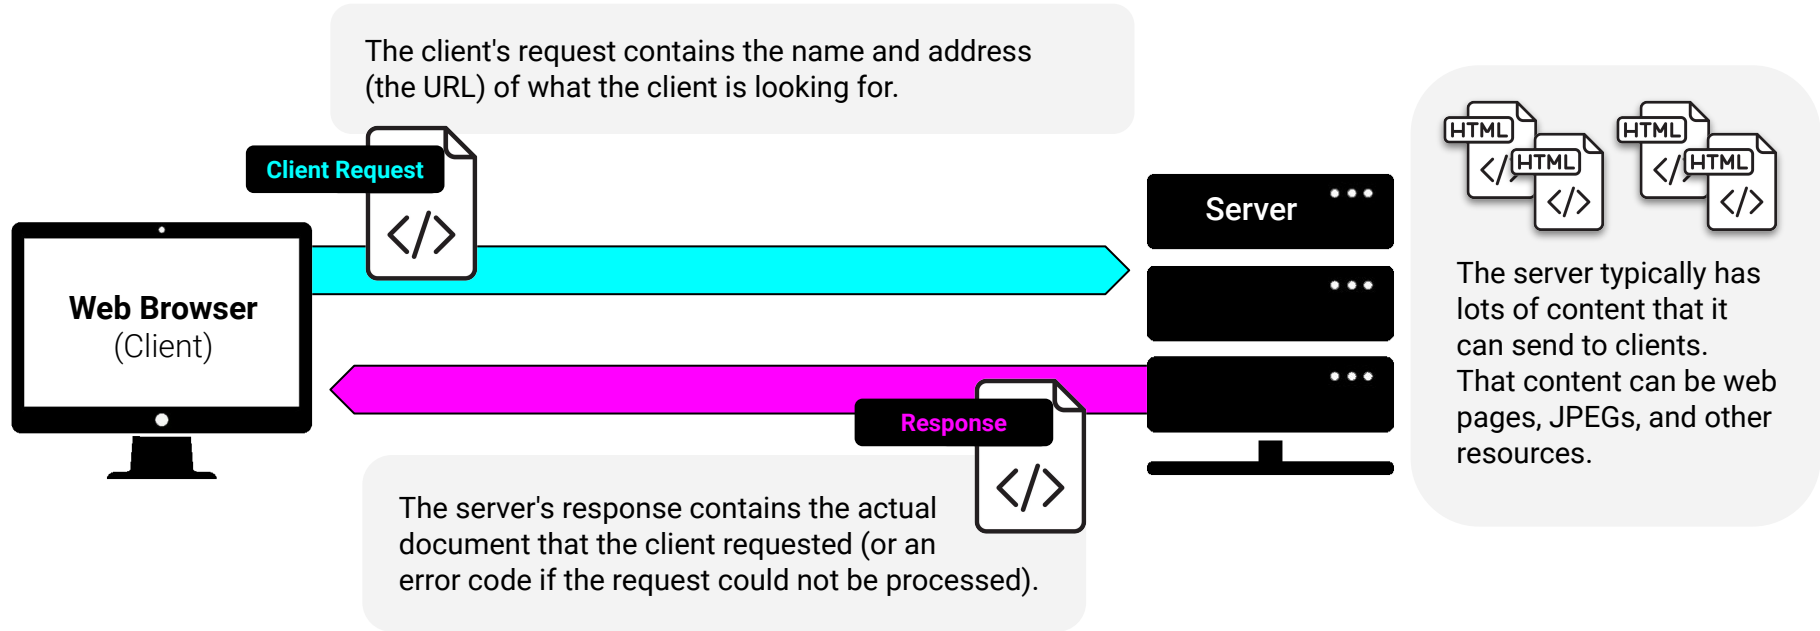 The client's request contains the name and address
(the URL) of what the client is looking for.
Client Request
</>
Web Browser
(Client)
Server
Response
</>
The server's response contains the actual
document that the client requested (or an
error code if the request could not be processed).
HTML
</>
HTML
</>
HTML
</>
HTML
</>
The server typically has
lots of content that it
can send to clients.
That content can be web
pages, JPEGs, and other
resources.